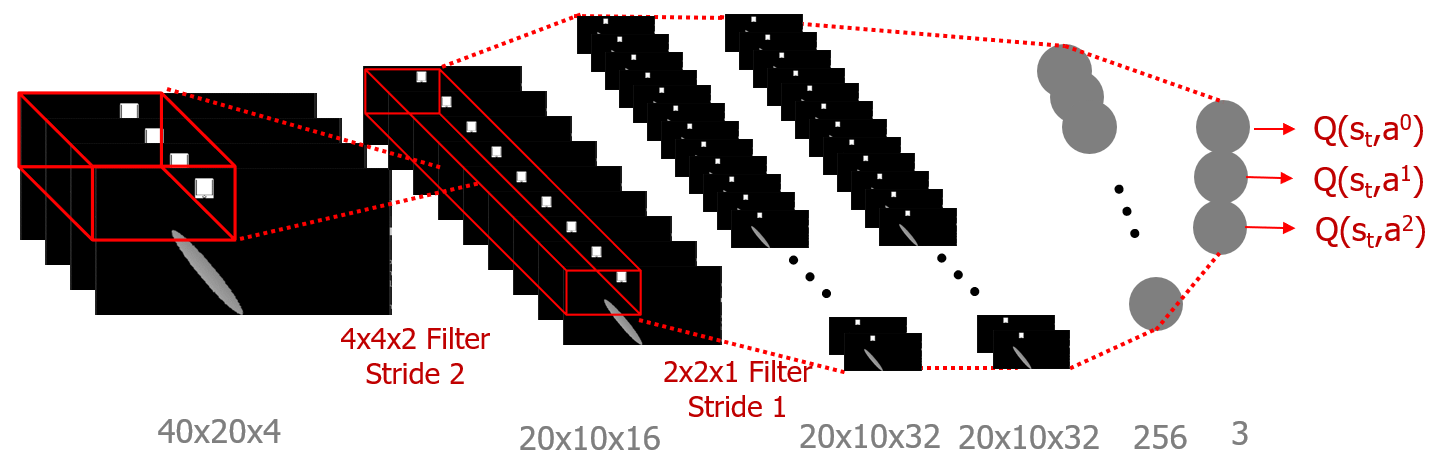 Q(sₜ,a⁰)
Q(sₜ,a¹)
Q(sₜ,a²)
4x4x2 Filter
Stride 2
2x2x1 Filter
Stride 1
40x20x4
20x10x16
20x10x32
20x10x32
256
3